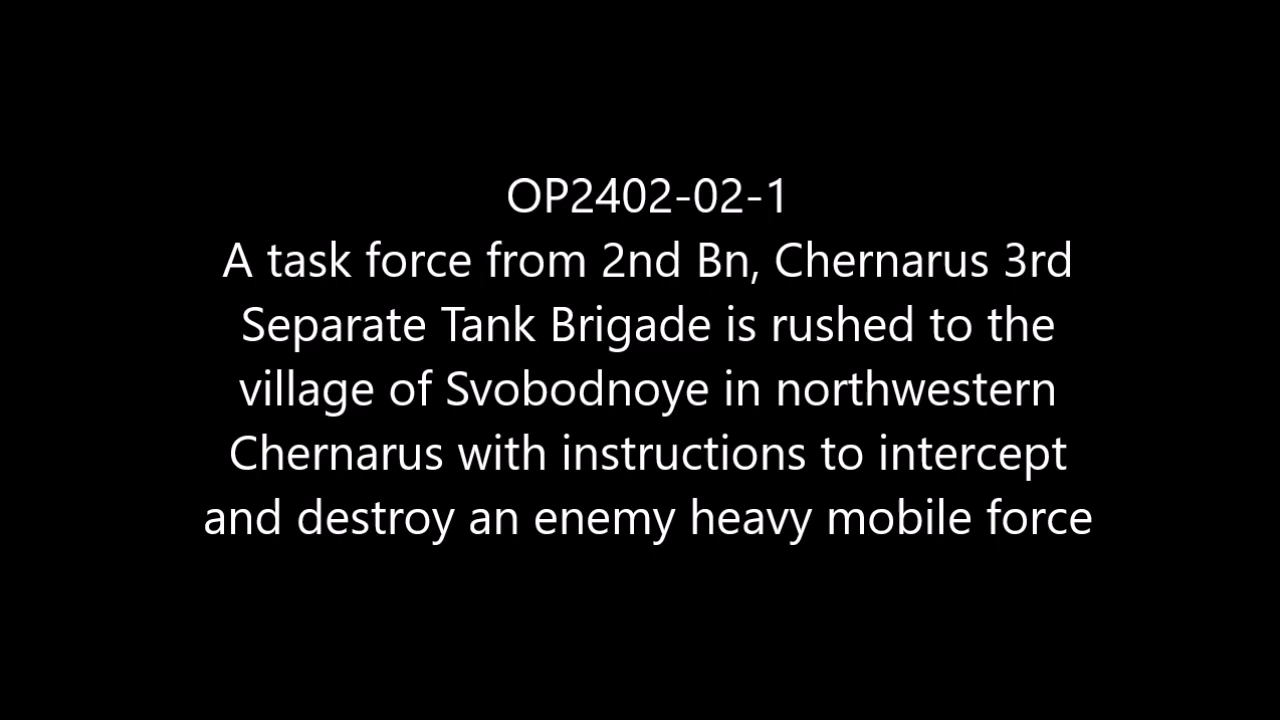 OP2402-02-1
A task force from 2nd Bn, Chernarus 3rd
Separate Tank Brigade is rushed to the
village of Svobodnoye in northwestern
Chernarus with instructions to intercept
and destroy an enemy heavy mobile force